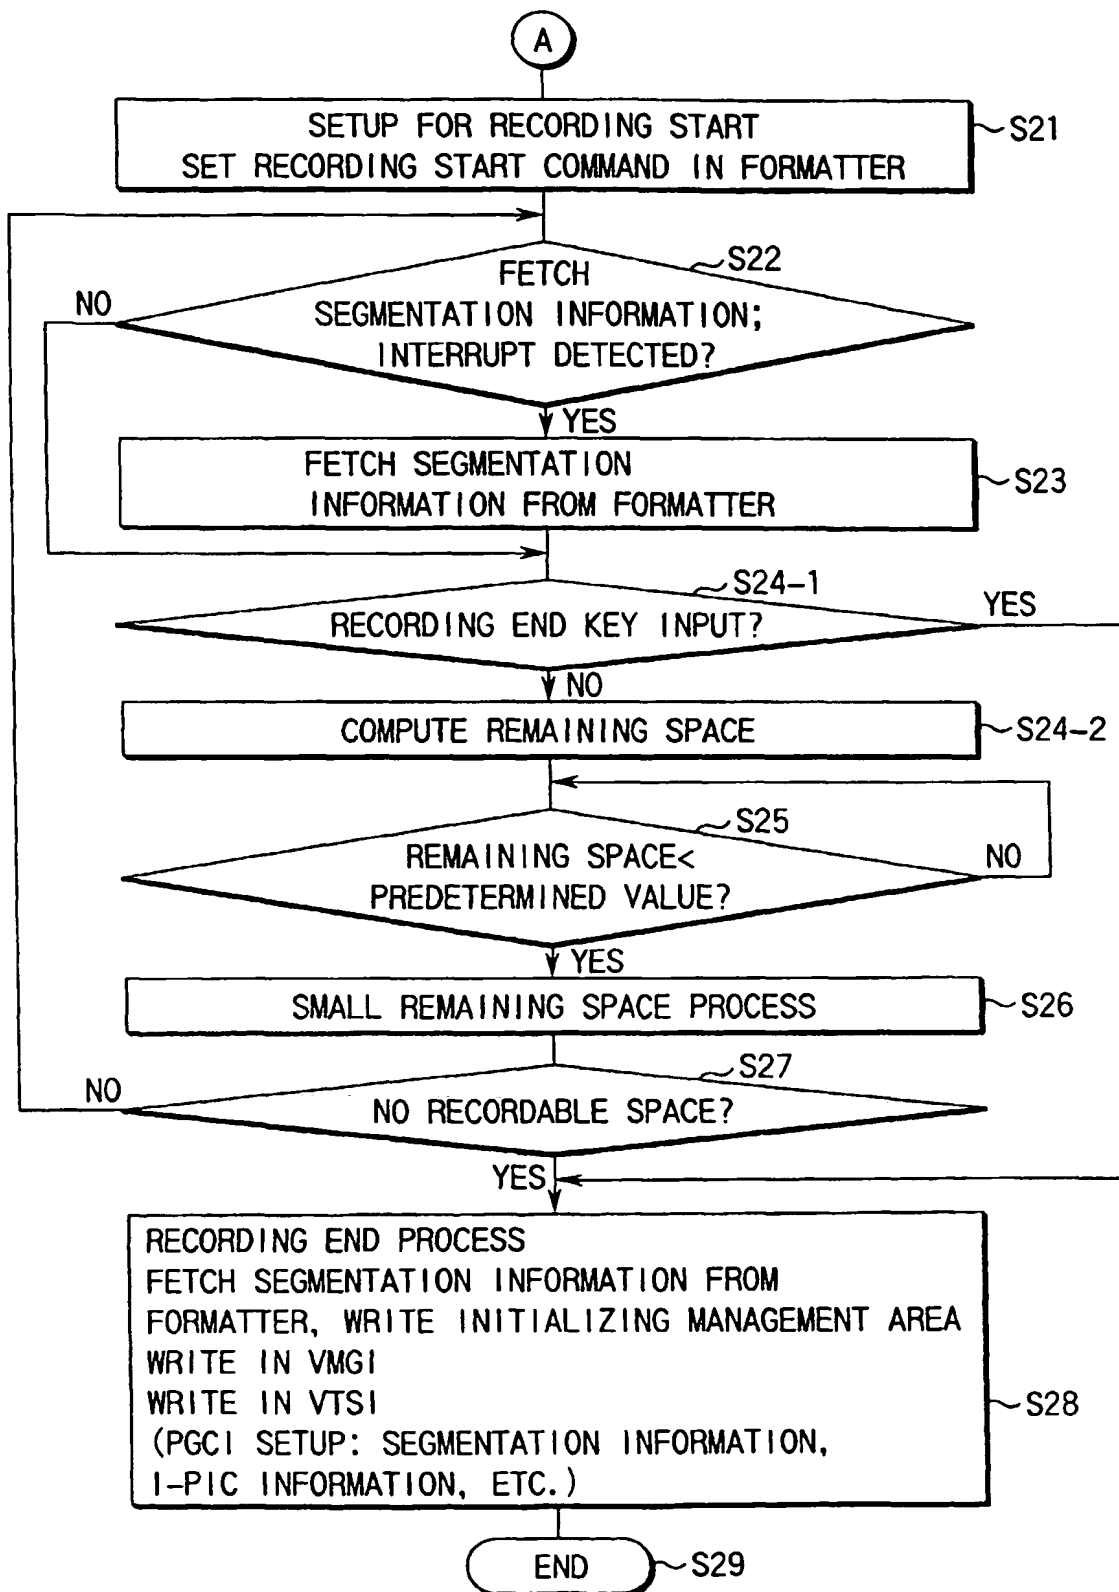 A
SETUP FOR RECORDING START
SET RECORDING START COMMAND IN FORMATTER
S21
S22
FETCH
SEGMENTATION INFORMATION;
INTERRUPT DETECTED?
NO
YES
FETCH SEGMENTATION
INFORMATION FROM FORMATTER
S23
S24-1
RECORDING END KEY INPUT?
YES
NO
COMPUTE REMAINING SPACE
S24-2
S25
REMAINING SPACE<
PREDETERMINED VALUE?
NO
YES
SMALL REMAINING SPACE PROCESS
S26
S27
NO RECORDABLE SPACE?
NO
YES
RECORDING END PROCESS
FETCH SEGMENTATION INFORMATION FROM
FORMATTER, WRITE INITIALIZING MANAGEMENT AREA
WRITE IN VMGI
WRITE IN VTSI
(PGCI SETUP: SEGMENTATION INFORMATION,
I-PIC INFORMATION, ETC.)
S28
END
S29